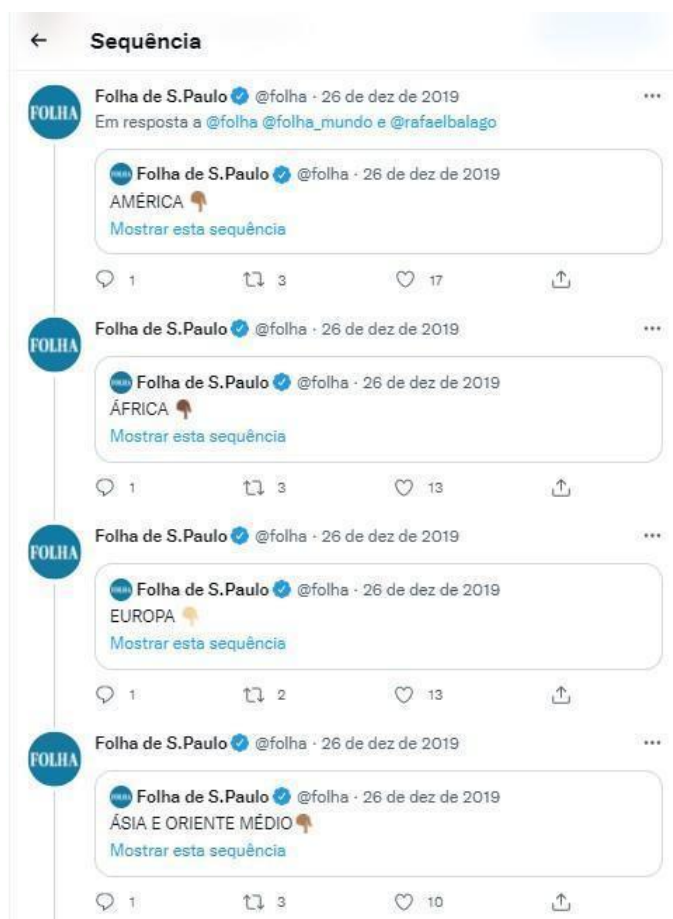 ← Sequência
FOLHA
Folha de S.Paulo @folha · 26 de dez de 2019
Em resposta a @folha @folha_mundo e @rafaelbalago
Folha de S.Paulo @folha · 26 de dez de 2019
AMÉRICA 👇🏽
Mostrar esta sequência
1 3 17
FOLHA
Folha de S.Paulo @folha · 26 de dez de 2019
Folha de S.Paulo @folha · 26 de dez de 2019
ÁFRICA 👇🏿
Mostrar esta sequência
1 3 13
FOLHA
Folha de S.Paulo @folha · 26 de dez de 2019
Folha de S.Paulo @folha · 26 de dez de 2019
EUROPA 👇🏼
Mostrar esta sequência
1 2 13
FOLHA
Folha de S.Paulo @folha · 26 de dez de 2019
Folha de S.Paulo @folha · 26 de dez de 2019
ÁSIA E ORIENTE MÉDIO👇🏽
Mostrar esta sequência
1 3 10